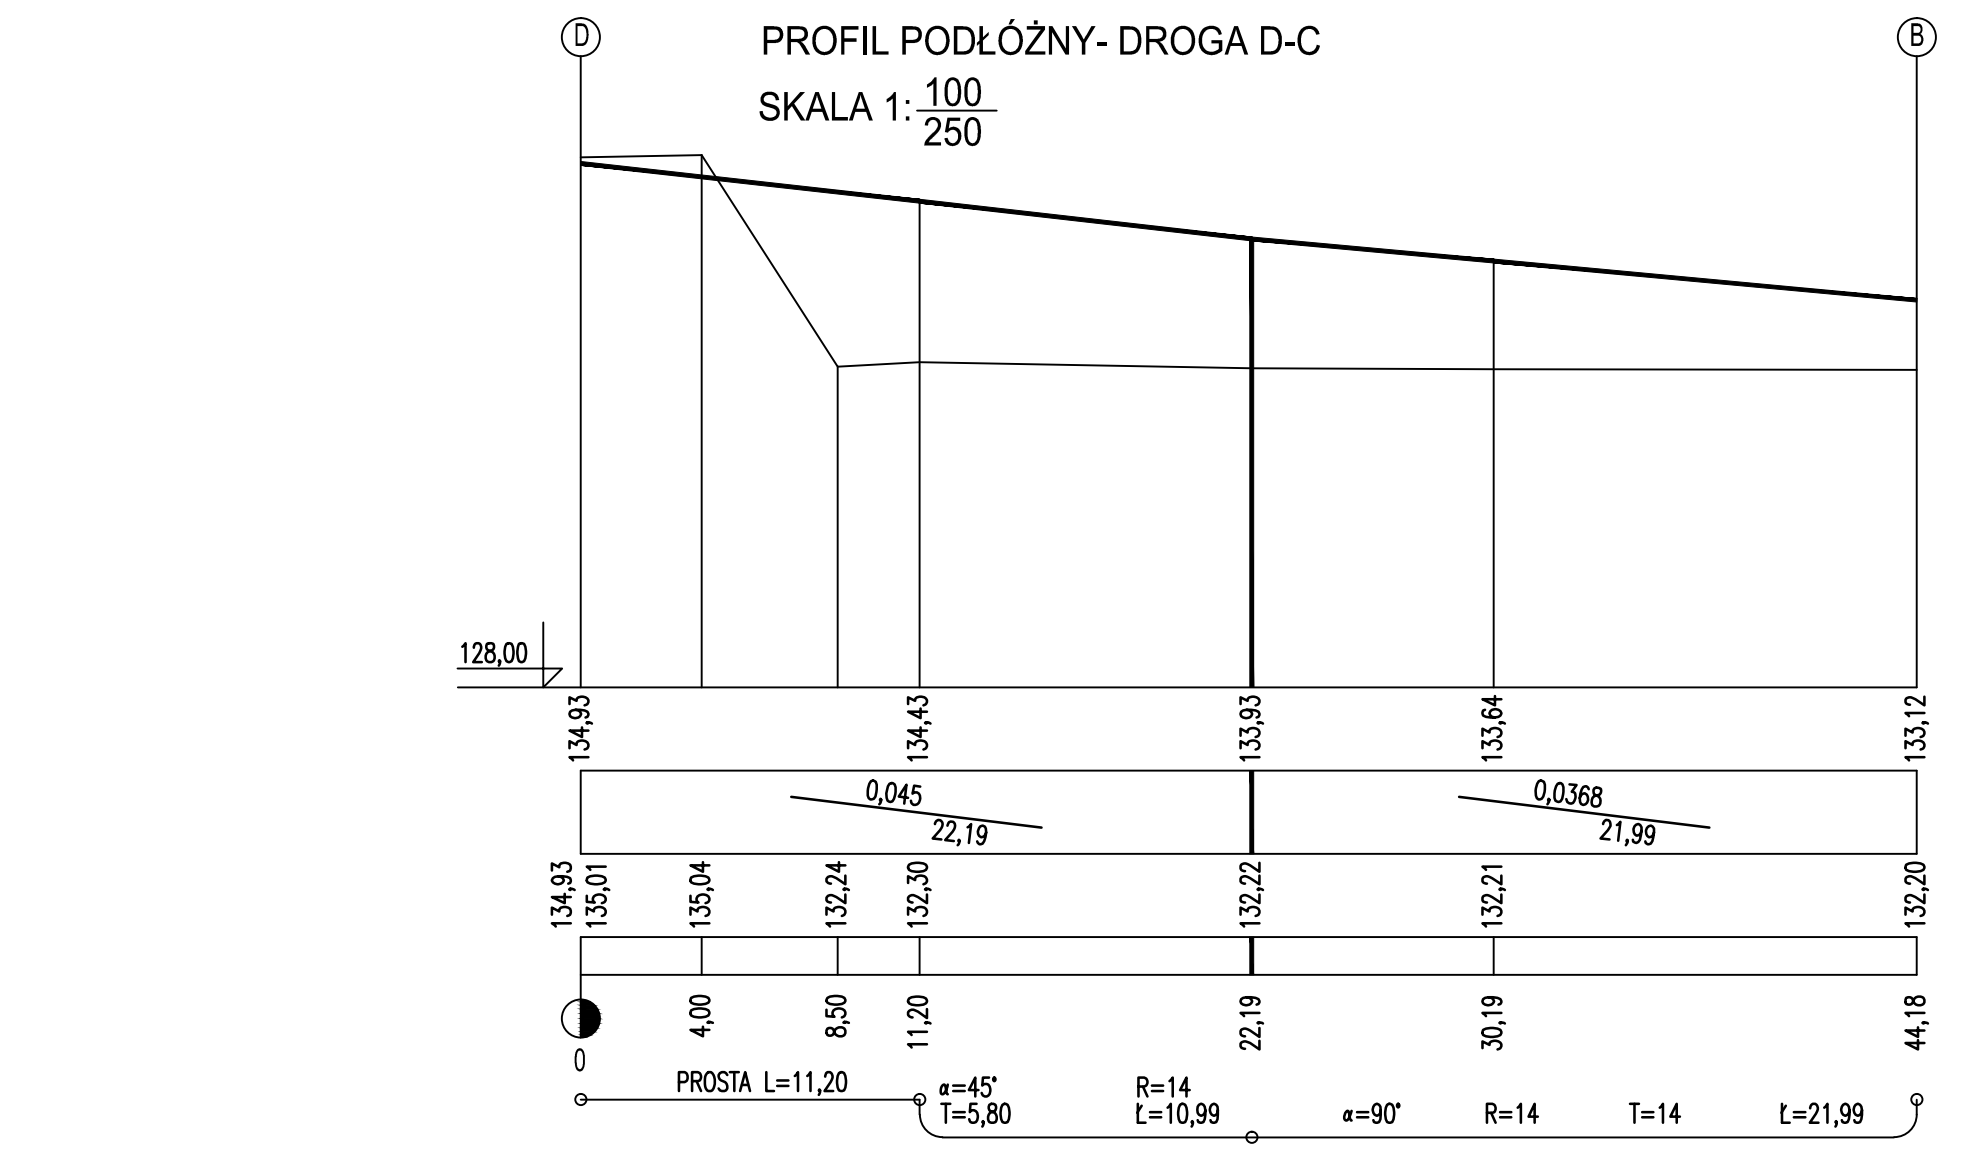 D
PROFIL PODŁÓŻNY- DROGA D-C
B
SKALA 1: 100
250
128,00
134,93 134,43 133,93 133,64 133,12
0,045 0,0368
22,19 21,99
134,93 135,01 135,04 132,24 132,30 132,22 132,21 132,20
0 4,00 8,50 11,20 22,19 30,19 44,18
PROSTA L=11,20
α=45° R=14
T=5,80 Ł=10,99 α=90° R=14 T=14 Ł=21,99